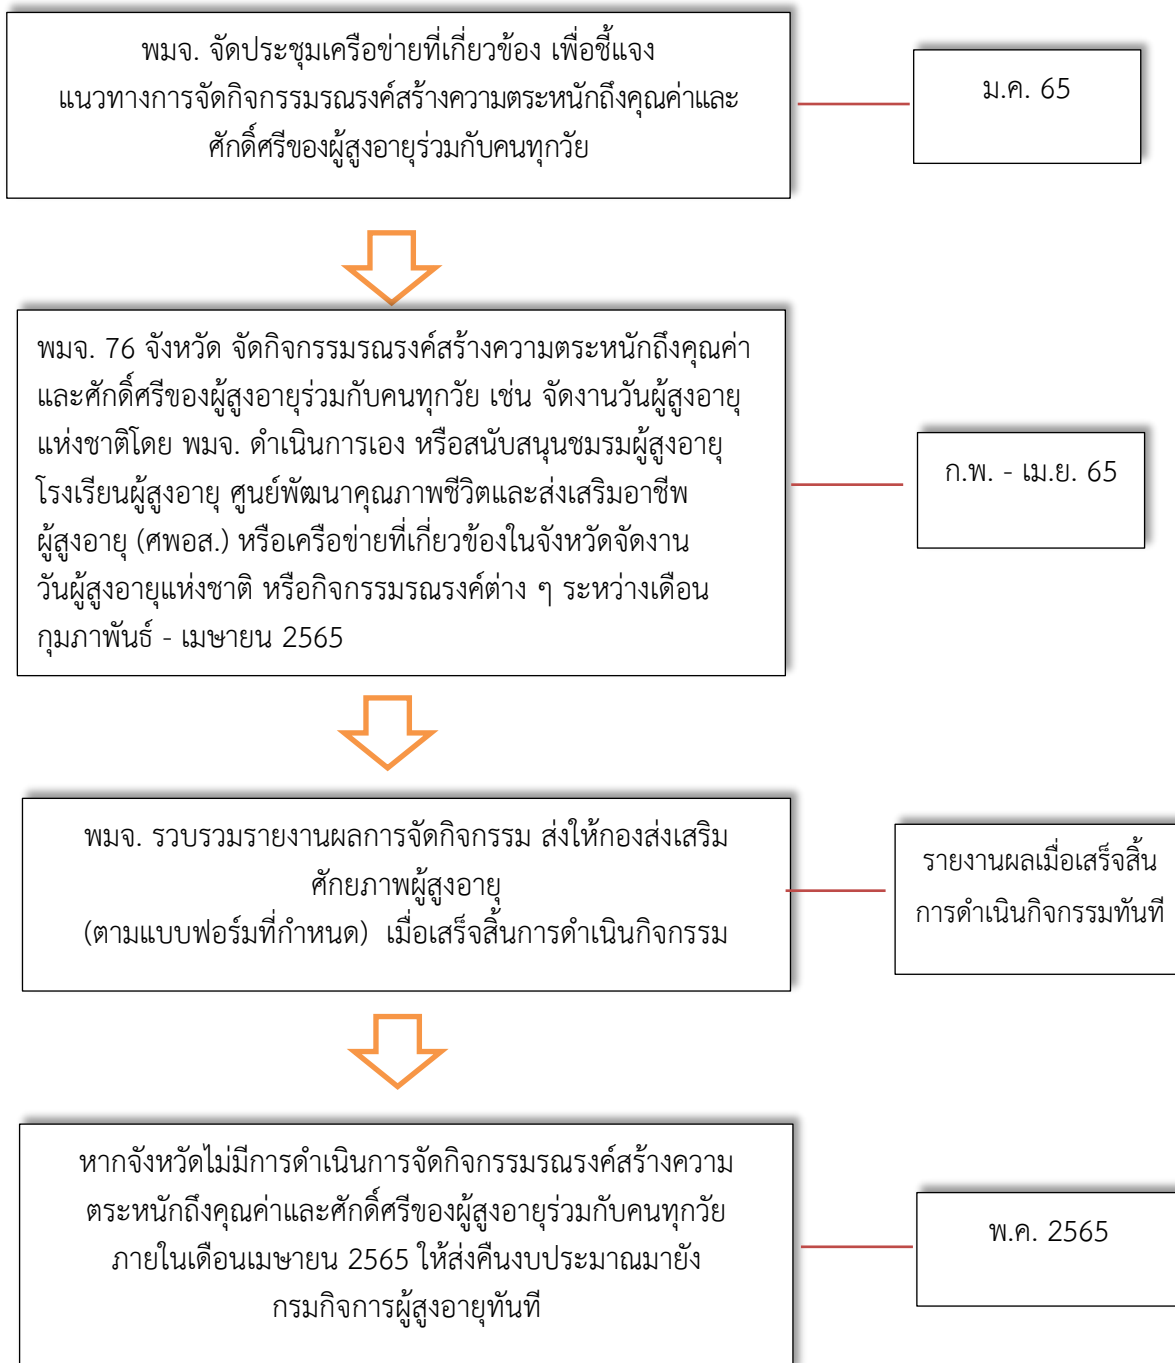 พมจ. จัดประชุมเครือข่ายที่เกี่ยวข้อง เพื่อชี้แจง
แนวทางการจัดกิจกรรมรณรงค์สร้างความตระหนักถึงคุณค่าและ
ศักดิ์ศรีของผู้สูงอายุร่วมกับคนทุกวัย
ม.ค. 65
พมจ. 76 จังหวัด จัดกิจกรรมรณรงค์สร้างความตระหนักถึงคุณค่า
และศักดิ์ศรีของผู้สูงอายุร่วมกับคนทุกวัย เช่น จัดงานวันผู้สูงอายุ
แห่งชาติโดย พมจ. ดำเนินการเอง หรือสนับสนุนชมรมผู้สูงอายุ
โรงเรียนผู้สูงอายุ ศูนย์พัฒนาคุณภาพชีวิตและส่งเสริมอาชีพ
ผู้สูงอายุ (ศพอส.) หรือเครือข่ายที่เกี่ยวข้องในจังหวัดจัดงาน
วันผู้สูงอายุแห่งชาติ หรือกิจกรรมรณรงค์ต่าง ๆ ระหว่างเดือน
กุมภาพันธ์ - เมษายน 2565
ก.พ. - เม.ย. 65
พมจ. รวบรวมรายงานผลการจัดกิจกรรม ส่งให้กองส่งเสริม
ศักยภาพผู้สูงอายุ
(ตามแบบฟอร์มที่กำหนด) เมื่อเสร็จสิ้นการดำเนินกิจกรรม
รายงานผลเมื่อเสร็จสิ้น
การดำเนินกิจกรรมทันที
หากจังหวัดไม่มีการดำเนินการจัดกิจกรรมรณรงค์สร้างความ
ตระหนักถึงคุณค่าและศักดิ์ศรีของผู้สูงอายุร่วมกับคนทุกวัย
ภายในเดือนเมษายน 2565 ให้ส่งคืนงบประมาณมายัง
กรมกิจการผู้สูงอายุทันที
พ.ค. 2565